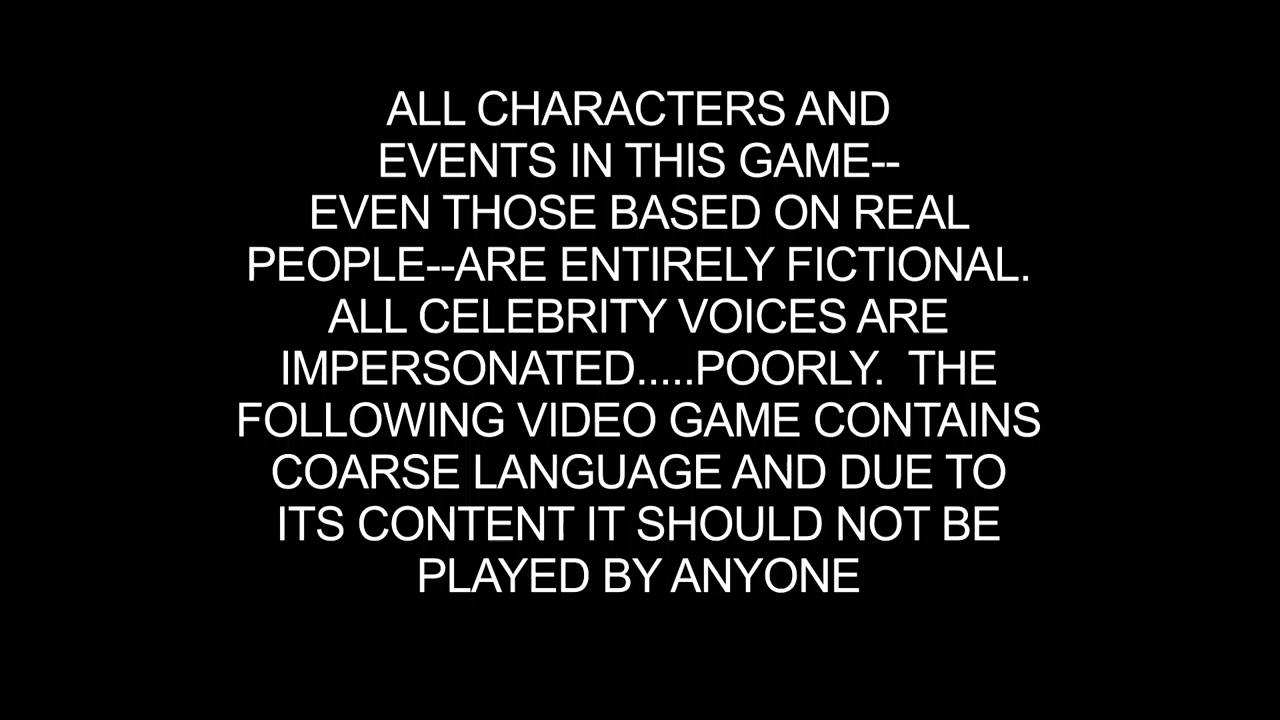 ALL CHARACTERS AND
EVENTS IN THIS GAME--
EVEN THOSE BASED ON REAL
PEOPLE--ARE ENTIRELY FICTIONAL.
ALL CELEBRITY VOICES ARE
IMPERSONATED.....POORLY.  THE
FOLLOWING VIDEO GAME CONTAINS
COARSE LANGUAGE AND DUE TO
ITS CONTENT IT SHOULD NOT BE
PLAYED BY ANYONE